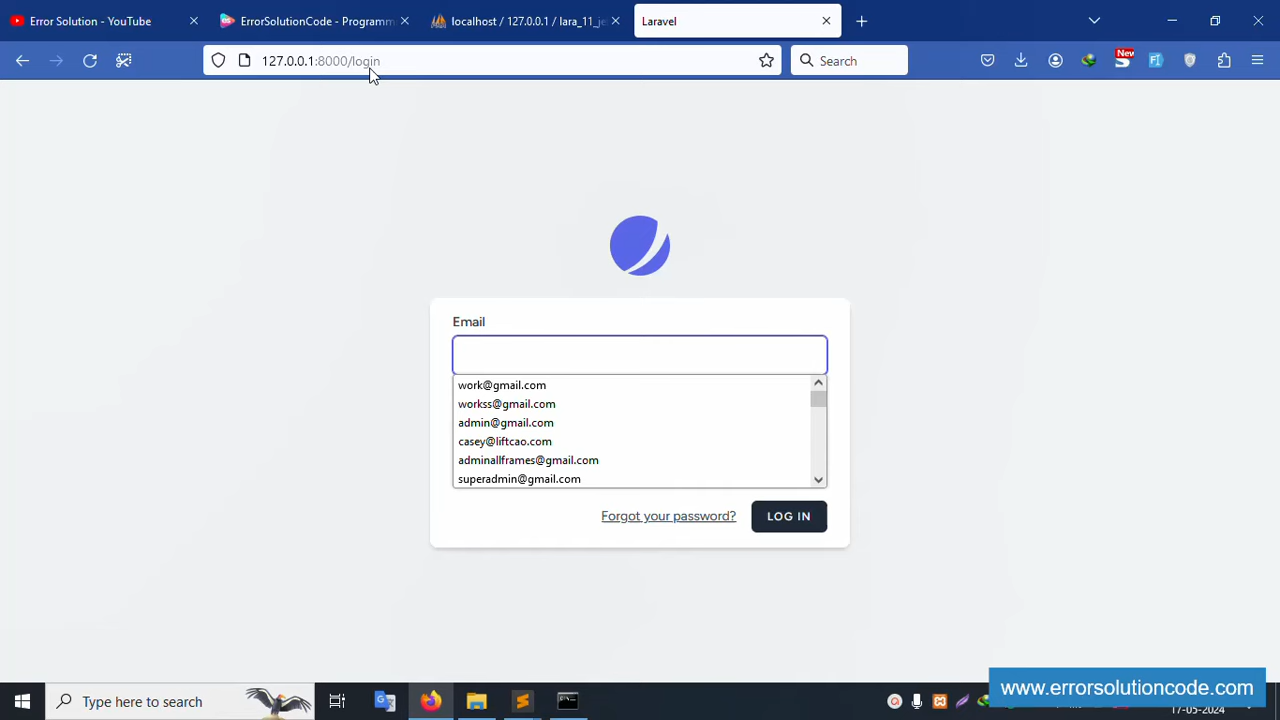 Error Solution - YouTube
ErrorSolutionCode - Programm
localhost / 127.0.0.1 / lara_11_je
Laravel
127.0.0.1:8000/login
Search
New
Email
work@gmail.com
workss@gmail.com
admin@gmail.com
casey@liftcao.com
adminallframes@gmail.com
superadmin@gmail.com
Forgot your password?
LOG IN
Type here to search
www.errorsolutioncode.com
17-05-2024